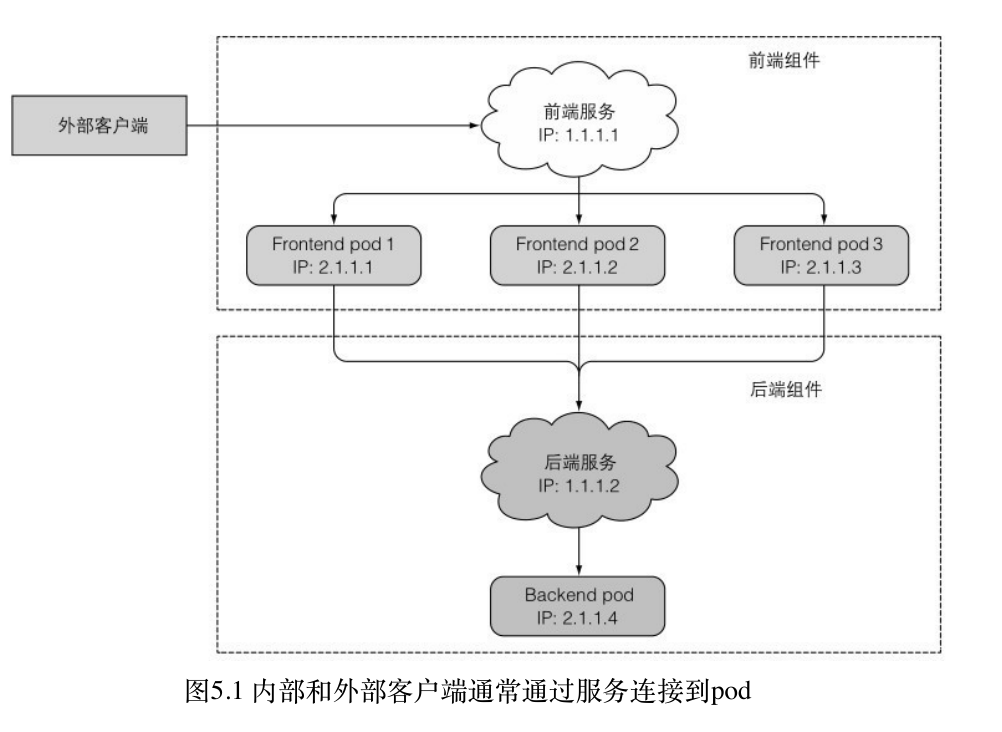 前端组件
外部客户端
前端服务
IP: 1.1.1.1
Frontend pod 1
IP: 2.1.1.1
Frontend pod 2
IP: 2.1.1.2
Frontend pod 3
IP: 2.1.1.3
后端组件
后端服务
IP: 1.1.1.2
Backend pod
IP: 2.1.1.4
图5.1 内部和外部客户端通常通过服务连接到pod